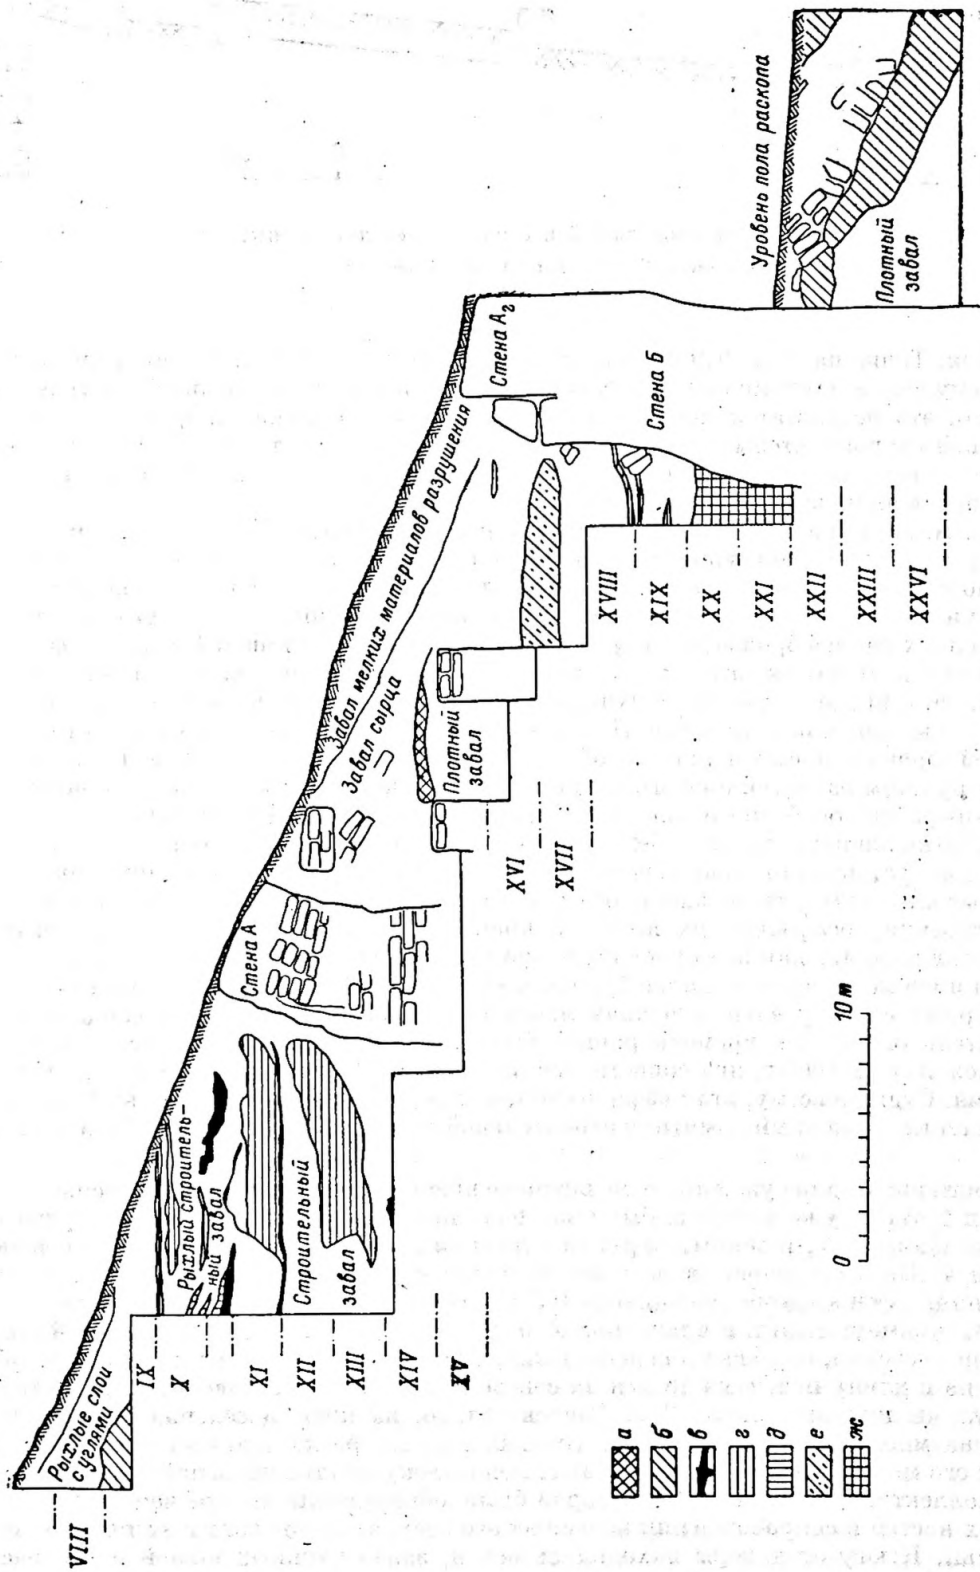 Рыхлые слои
с углями
VIII
IX
X
Рыхлый строитель-
ный завал
XI
XII
XIII
XIV
XV
Строительный
завал
Стена А
Завал мелких материалов разрушения
Завал сырца
Плотный
завал
XVI
XVII
Стена А₂
Стена Б
XVIII
XIX
XX
XXI
XXII
XXIII
XXVI
Уровень пола раскопа
Плотный
завал
а
б
в
г
д
е
ж
0
10 м